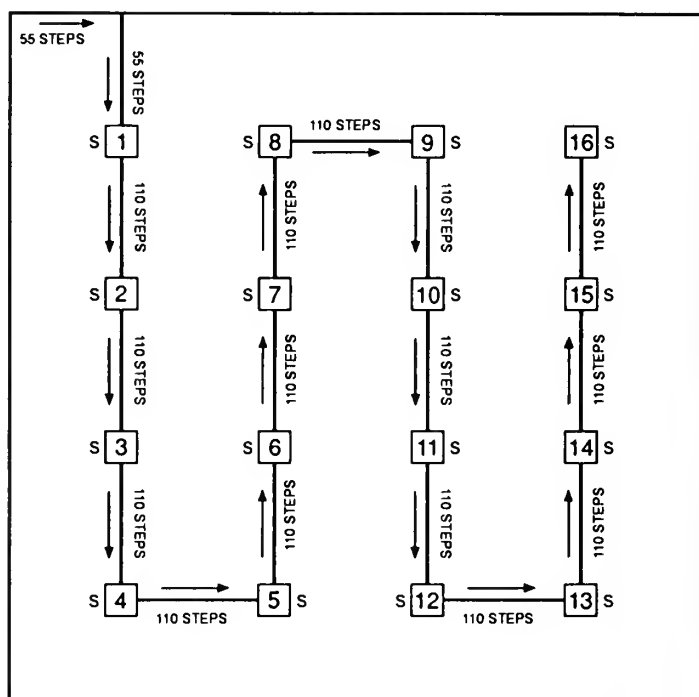 55 STEPS
55 STEPS
S 1
S 8
110 STEPS
9 S
16 S
110 STEPS
110 STEPS
110 STEPS
110 STEPS
S 2
S 7
10 S
15 S
110 STEPS
110 STEPS
110 STEPS
110 STEPS
S 3
S 6
11 S
14 S
110 STEPS
110 STEPS
110 STEPS
110 STEPS
S 4
110 STEPS
5 S
S 12
110 STEPS
13 S